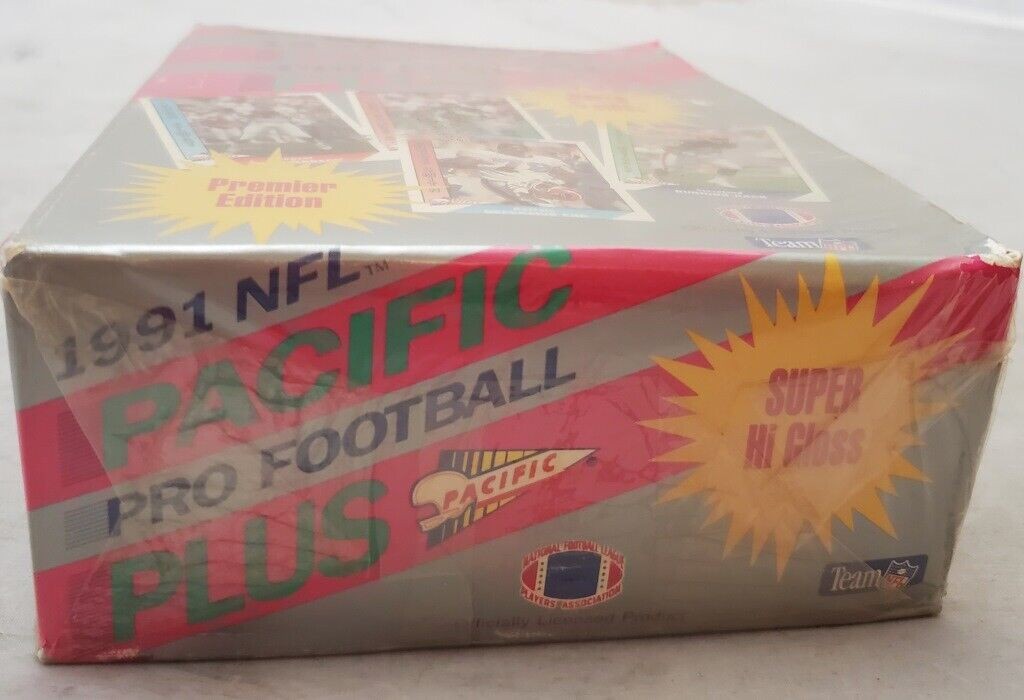 Premier
Edition
Team NFL
1991 NFL™
PACIFIC
PRO FOOTBALL
PLUS
PACIFIC®
SUPER
Hi Gloss
NATIONAL FOOTBALL LEAGUE
PLAYERS ASSOCIATION
Officially Licensed Product
Team NFL